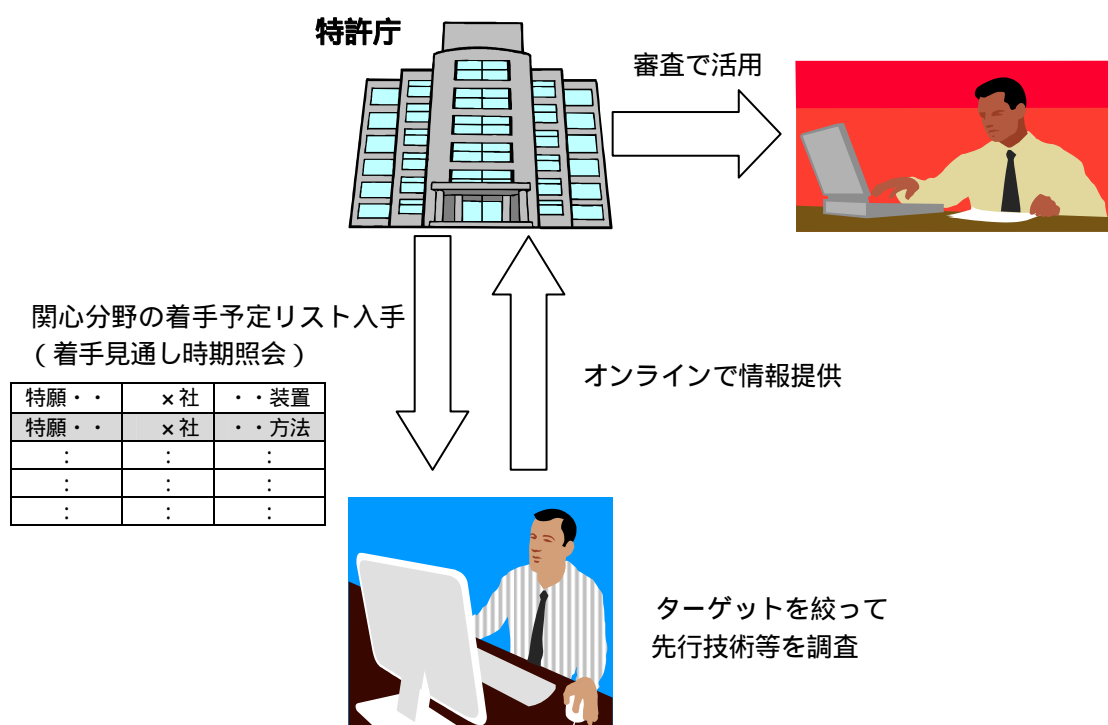 特許庁
審査で活用
関心分野の着手予定リスト入手
(着手見通し時期照会)
オンラインで情報提供
特願・・ ×社 ・・装置
特願・・ ×社 ・・方法
: : :
: : :
: : :
ターゲットを絞って
先行技術等を調査